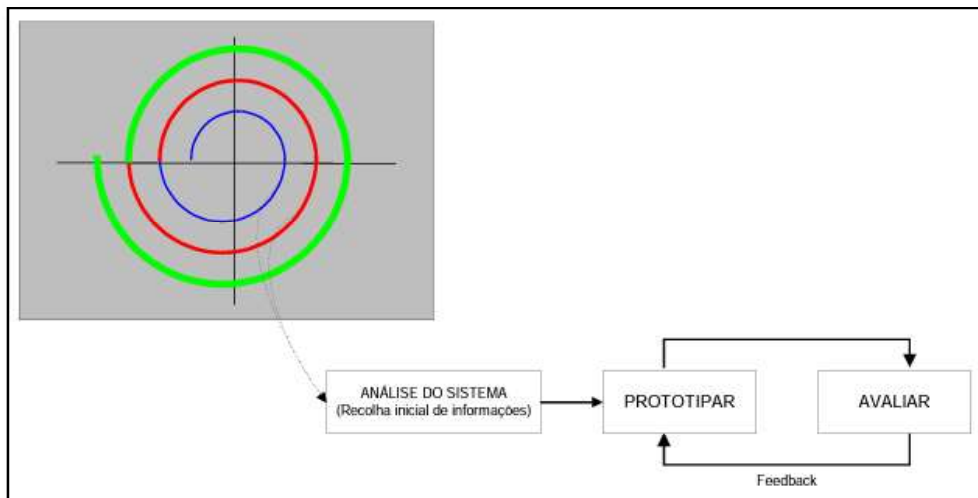 ANÁLISE DO SISTEMA
(Recolha inicial de informações)
PROTOTIPAR
AVALIAR
Feedback